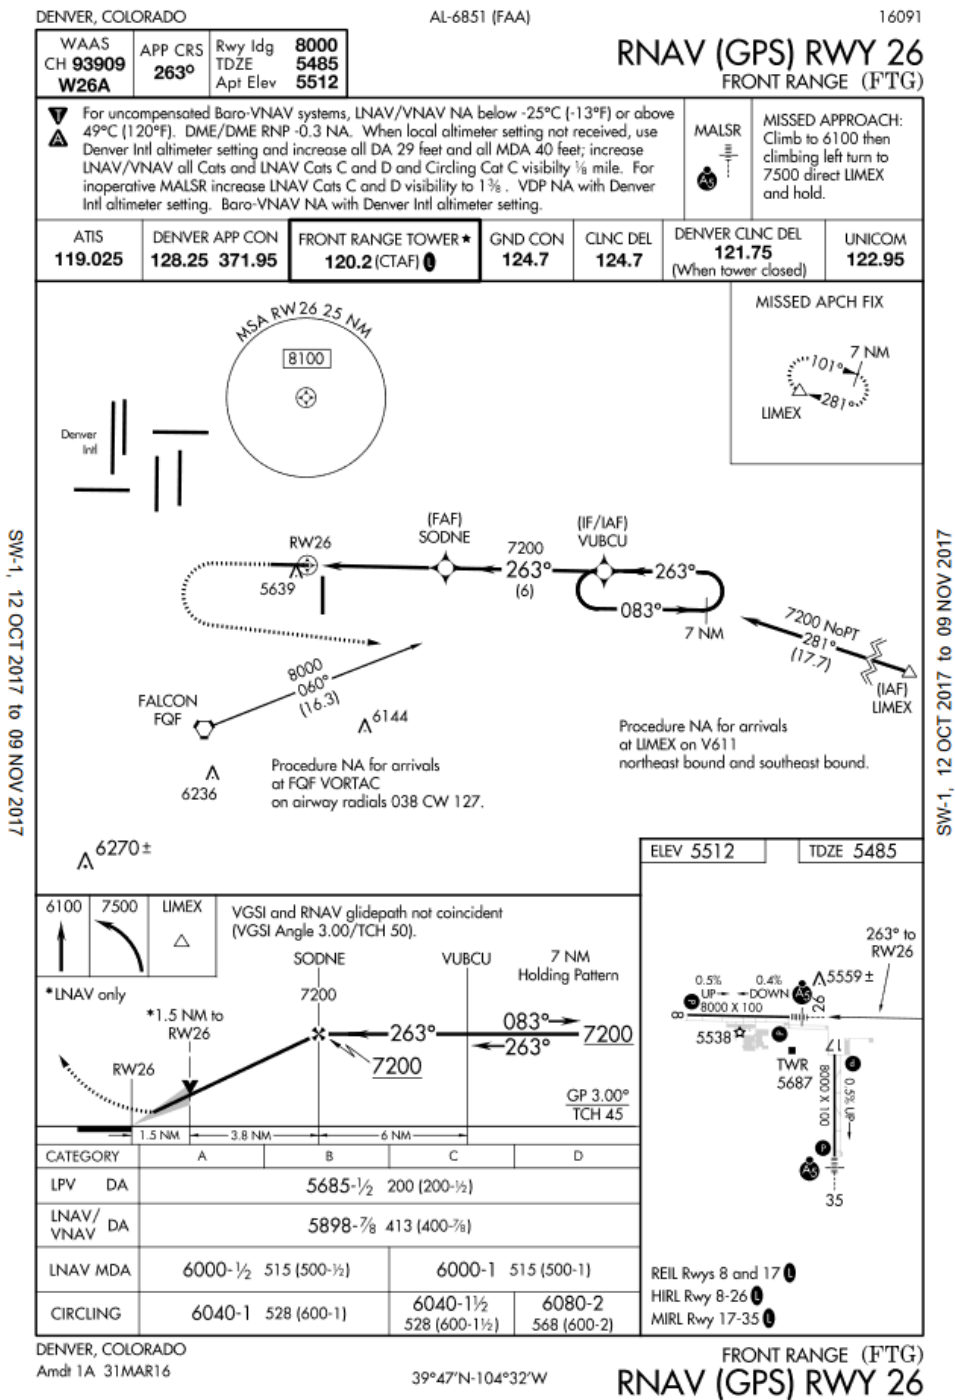 DENVER, COLORADO
AL-6851 (FAA)
16091
WAAS
CH 93909
W26A
APP CRS
263°
Rwy Idg 8000
TDZE 5485
Apt Elev 5512
RNAV (GPS) RWY 26
FRONT RANGE (FTG)
T
A
For uncompensated Baro-VNAV systems, LNAV/VNAV NA below -25°C (-13°F) or above
49°C (120°F). DME/DME RNP -0.3 NA. When local altimeter setting not received, use
Denver Intl altimeter setting and increase all DA 29 feet and all MDA 40 feet; increase
LNAV/VNAV all Cats and LNAV Cats C and D and Circling Cat C visibilty ⅛ mile. For
inoperative MALSR increase LNAV Cats C and D visibility to 1⅜. VDP NA with Denver
Intl altimeter setting. Baro-VNAV NA with Denver Intl altimeter setting.
MALSR
A5
MISSED APPROACH:
Climb to 6100 then
climbing left turn to
7500 direct LIMEX
and hold.
ATIS
119.025
DENVER APP CON
128.25 371.95
FRONT RANGE TOWER★
120.2 (CTAF) L
GND CON
124.7
CLNC DEL
124.7
DENVER CLNC DEL
121.75
(When tower closed)
UNICOM
122.95
MSA RW26 25 NM
8100
MISSED APCH FIX
7 NM
101°
281°
LIMEX
Denver
Intl
RW26
5639
(FAF)
SODNE
7200
263°
(6)
(IF/IAF)
VUBCU
263°
083°
7 NM
7200 NoPT
281°
(17.7)
(IAF)
LIMEX
8000
060°
(16.3)
FALCON
FQF
6144
6236
6270±
Procedure NA for arrivals
at FQF VORTAC
on airway radials 038 CW 127.
Procedure NA for arrivals
at LIMEX on V611
northeast bound and southeast bound.
SW-1, 12 OCT 2017 to 09 NOV 2017
SW-1, 12 OCT 2017 to 09 NOV 2017
ELEV 5512
TDZE 5485
263° to
RW26
0.5%
UP
0.4%
DOWN
8000 X 100
A5
5559±
P
8
26
5538
P
TWR
5687
17
P
8000 X 100
0.5% UP
P
A5
35
REIL Rwys 8 and 17 L
HIRL Rwy 8-26 L
MIRL Rwy 17-35 L
6100
7500
LIMEX
VGSI and RNAV glidepath not coincident
(VGSI Angle 3.00/TCH 50).
*LNAV only
*1.5 NM to
RW26
RW26
SODNE
7200
VUBCU
7 NM
Holding Pattern
263°
083°
263°
7200
7200
GP 3.00°
TCH 45
1.5 NM
3.8 NM
6 NM
CATEGORY A B C D
LPV DA 5685-½ 200 (200-½)
LNAV/
VNAV DA 5898-⅞ 413 (400-⅞)
LNAV MDA 6000-½ 515 (500-½) 6000-1 515 (500-1)
CIRCLING 6040-1 528 (600-1)
6040-1½
528 (600-1½)
6080-2
568 (600-2)
DENVER, COLORADO
Amdt 1A 31MAR16
39°47'N-104°32'W
FRONT RANGE (FTG)
RNAV (GPS) RWY 26